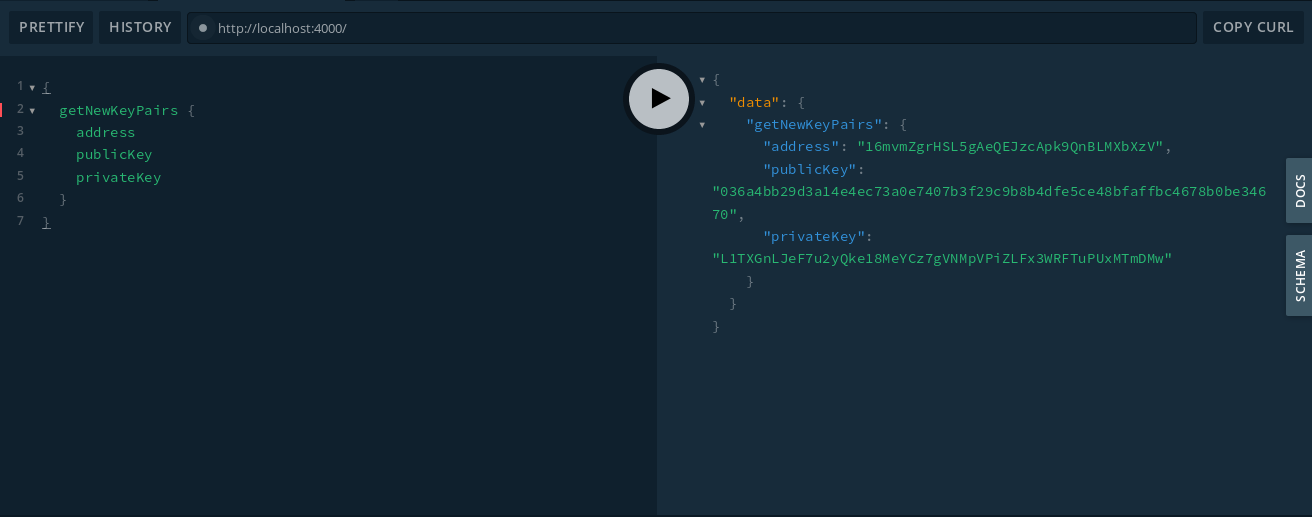 PRETTIFY HISTORY http://localhost:4000/ COPY CURL
1 {
2 getNewKeyPairs {
3 address
4 publicKey
5 privateKey
6 }
7 }
{
"data": {
"getNewKeyPairs": {
"address": "16mvmZgrHSL5gAeQEJzcApk9QnBLMXbXzV",
"publicKey":
"036a4bb29d3a14e4ec73a0e7407b3f29c9b8b4dfe5ce48bfaffbc4678b0be346
70",
"privateKey":
"L1TXGnLJeF7u2yQke18MeYCz7gVNMpVPiZLFx3WRFTuPUxMTmDMw"
}
}
}
DOCS
SCHEMA